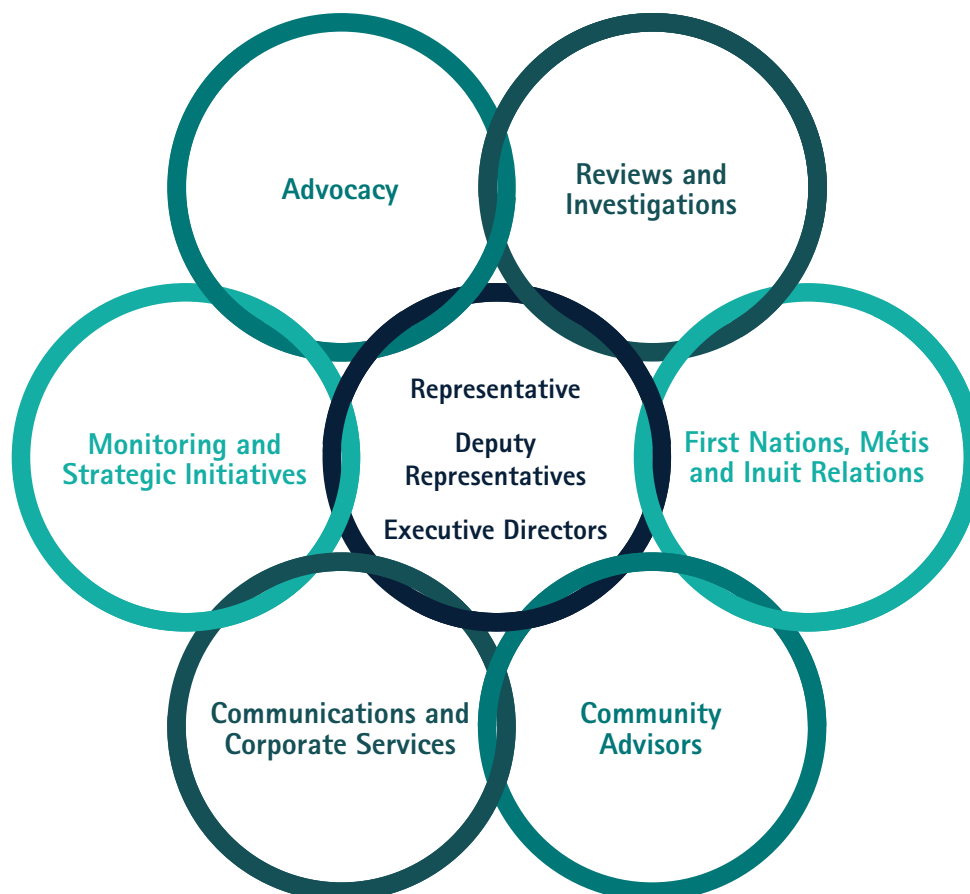 Advocacy
Reviews and
Investigations
Monitoring and
Strategic Initiatives
Representative
Deputy
Representatives
Executive Directors
First Nations, Métis
and Inuit Relations
Communications and
Corporate Services
Community
Advisors